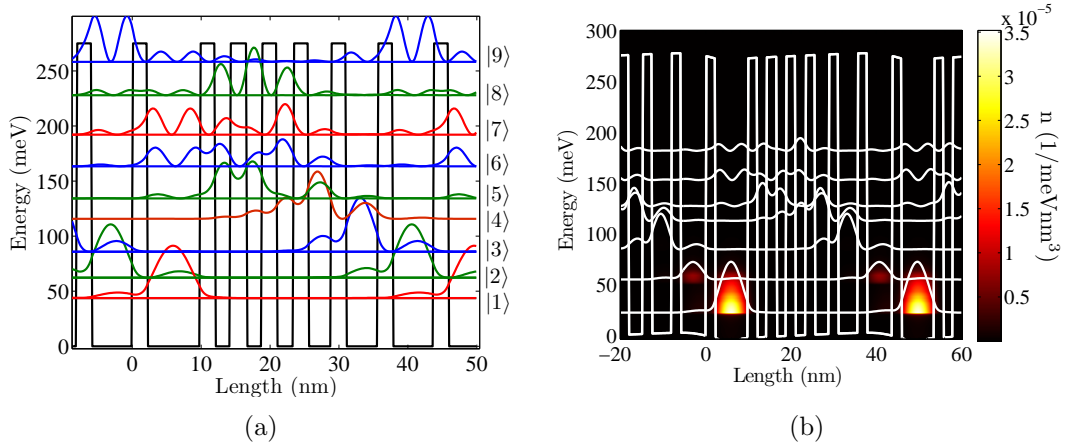 250
200
150
100
50
0
Energy (meV)
|9⟩
|8⟩
|7⟩
|6⟩
|5⟩
|4⟩
|3⟩
|2⟩
|1⟩
0 10 20 30 40 50
Length (nm)
(a)
300
250
200
150
100
50
0
Energy (meV)
−20 0 20 40 60
Length (nm)
x 10⁻⁵
3.5
3
2.5
2
1.5
1
0.5
n (1/meVnm³)
(b)